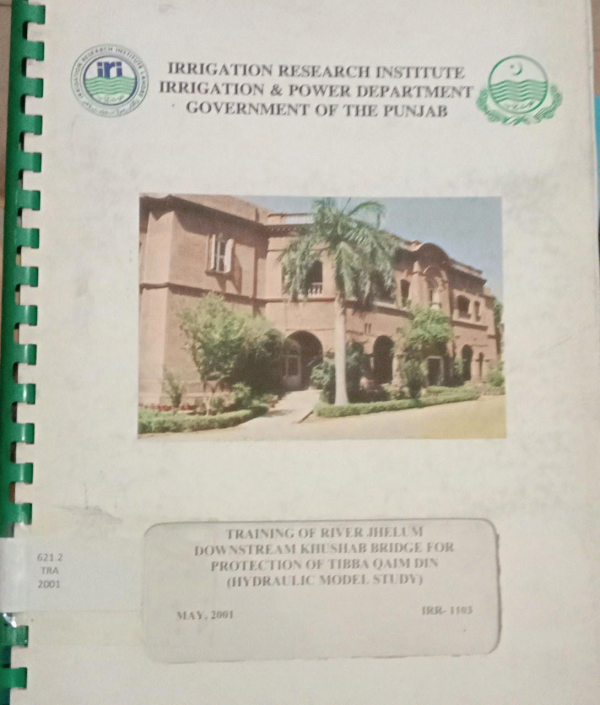 IRRIGATION RESEARCH INSTITUTE
IRRIGATION & POWER DEPARTMENT
GOVERNMENT OF THE PUNJAB
iri
TRAINING OF RIVER JHELUM
DOWNSTREAM KHUSHAB BRIDGE FOR
PROTECTION OF TIBBA QAIM DIN
(HYDRAULIC MODEL STUDY)
MAY, 2001 IRR- 1103
621.2
TRA
2001